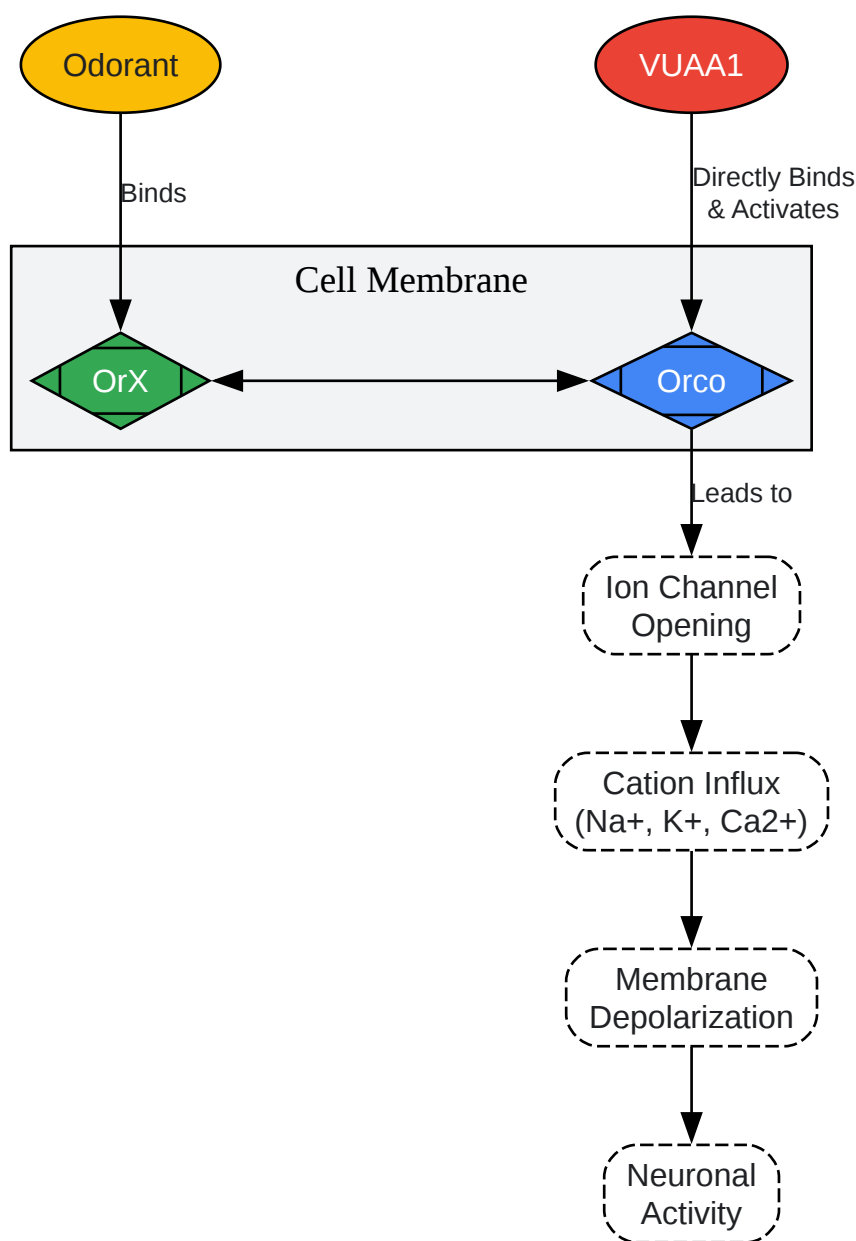 Odorant
VUAA1
Binds
Directly Binds
& Activates
Cell Membrane
OrX
Orco
Leads to
Ion Channel
Opening
Cation Influx
(Na+, K+, Ca2+)
Membrane
Depolarization
Neuronal
Activity